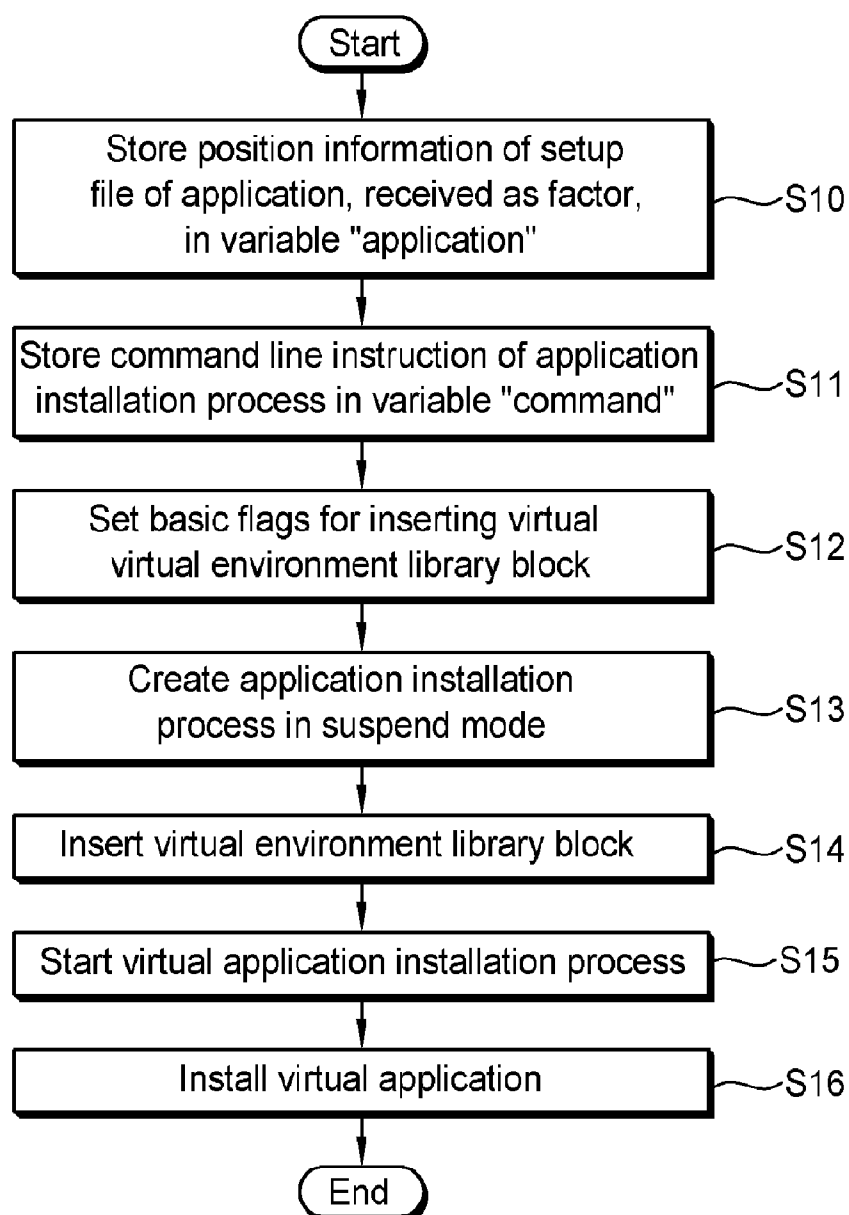 Start
Store position information of setup
file of application, received as factor,
in variable "application"
S10
Store command line instruction of application
installation process in variable "command"
S11
Set basic flags for inserting virtual
virtual environment library block
S12
Create application installation
process in suspend mode
S13
Insert virtual environment library block
S14
Start virtual application installation process
S15
Install virtual application
S16
End